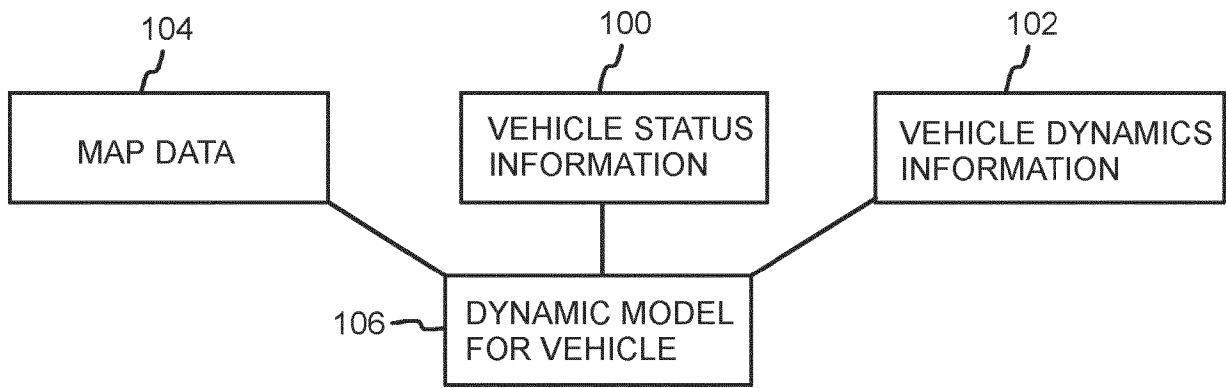 104
100
102
MAP DATA
VEHICLE STATUS
INFORMATION
VEHICLE DYNAMICS
INFORMATION
106
DYNAMIC MODEL
FOR VEHICLE